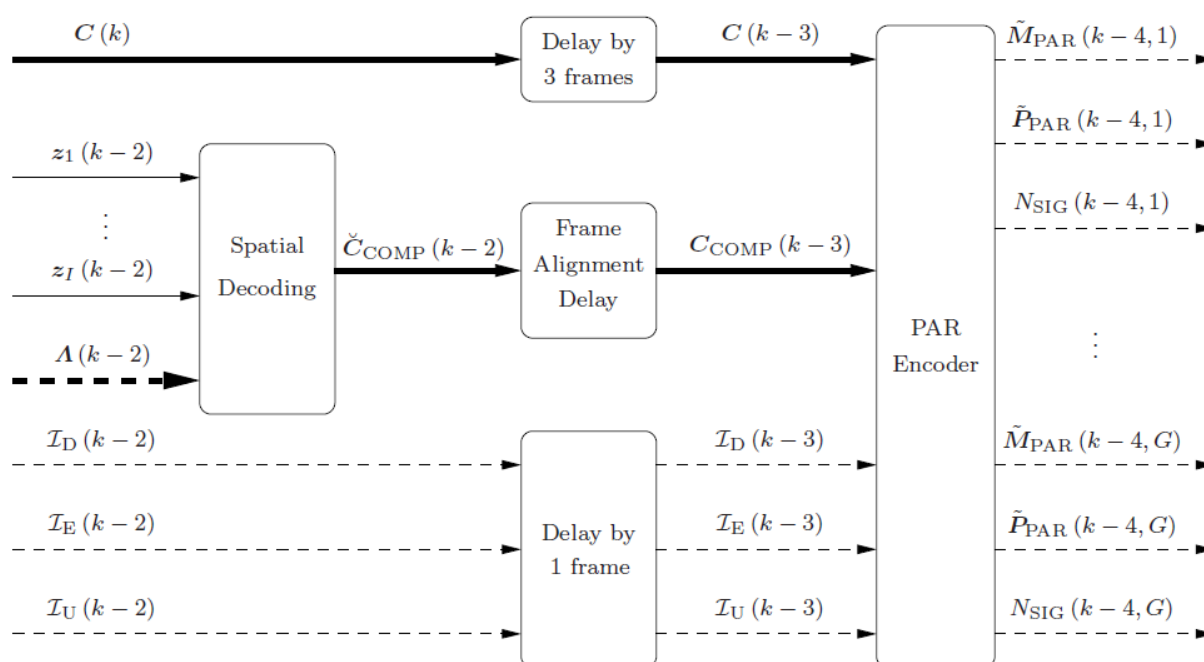 C (k)
Delay by
3 frames
C (k − 3)
M̃PAR (k − 4, 1)
P̃PAR (k − 4, 1)
NSIG (k − 4, 1)
z1 (k − 2)
⋮
zI (k − 2)
Λ (k − 2)
Spatial
Decoding
C̆COMP (k − 2)
Frame
Alignment
Delay
CCOMP (k − 3)
PAR
Encoder
⋮
ID (k − 2)
IE (k − 2)
IU (k − 2)
Delay by
1 frame
ID (k − 3)
IE (k − 3)
IU (k − 3)
M̃PAR (k − 4, G)
P̃PAR (k − 4, G)
NSIG (k − 4, G)